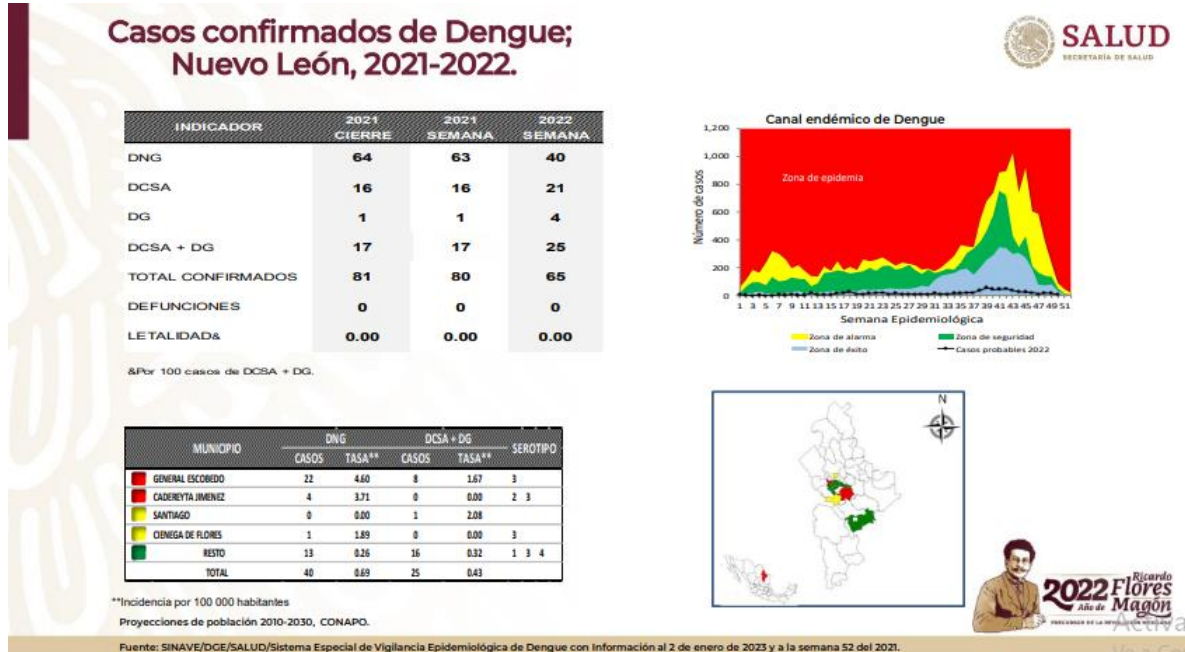 Casos confirmados de Dengue;
Nuevo León, 2021-2022.
SALUD
SECRETARÍA DE SALUD
INDICADOR 2021 CIERRE 2021 SEMANA 2022 SEMANA
DNG 64 63 40
DCSA 16 16 21
DG 1 1 4
DCSA + DG 17 17 25
TOTAL CONFIRMADOS 81 80 65
DEFUNCIONES 0 0 0
LETALIDAD& 0.00 0.00 0.00
&Por 100 casos de DCSA + DG.
Canal endémico de Dengue
Número de casos
1,200
1,000
800
600
400
200
0
Zona de epidemia
1 3 5 7 9 11 13 15 17 19 21 23 25 27 29 31 33 35 37 39 41 43 45 47 49 51
Semana Epidemiológica
Zona de alarma Zona de seguridad
Zona de éxito Casos probables 2022
MUNICIPIO DNG DCSA + DG SEROTIPO
CASOS TASA** CASOS TASA**
GENERAL ESCOBEDO 22 4.60 8 1.67 3
CADEREYTA JIMENEZ 4 3.71 0 0.00 2 3
SANTIAGO 0 0.00 1 2.08
CIENEGA DE FLORES 1 1.89 0 0.00 3
RESTO 13 0.26 16 0.32 1 3 4
TOTAL 40 0.69 25 0.43
N
**Incidencia por 100 000 habitantes
Proyecciones de población 2010-2030, CONAPO.
2022 Ricardo Flores
Año de Magón
PRECURSOR DE LA REVOLUCIÓN MEXICANA
Activa
Fuente: SINAVE/DGE/SALUD/Sistema Especial de Vigilancia Epidemiológica de Dengue con Información al 2 de enero de 2023 y a la semana 52 del 2021.